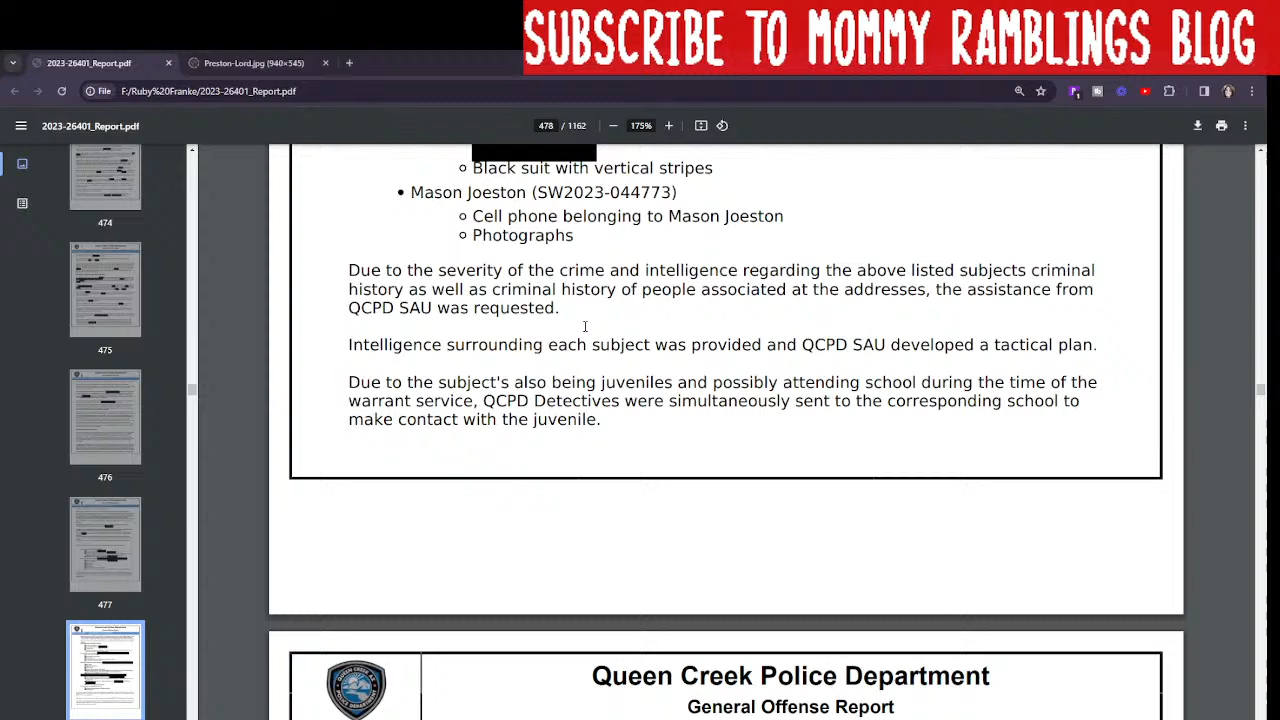 SUBSCRIBE TO MOMMY RAMBLINGS BLOG
2023-26401_Report.pdf
Preston-Lord.jpg (940×545)
File
F:/Ruby%20Franke/2023-26401_Report.pdf
2023-26401_Report.pdf
478 / 1162
175%
474
475
476
477
Black suit with vertical stripes
Mason Joeston (SW2023-044773)
Cell phone belonging to Mason Joeston
Photographs
Due to the severity of the crime and intelligence regarding the above listed subjects criminal
history as well as criminal history of people associated at the addresses, the assistance from
QCPD SAU was requested.
Intelligence surrounding each subject was provided and QCPD SAU developed a tactical plan.
Due to the subject's also being juveniles and possibly attending school during the time of the
warrant service, QCPD Detectives were simultaneously sent to the corresponding school to
make contact with the juvenile.
Queen Creek Police Department
General Offense Report